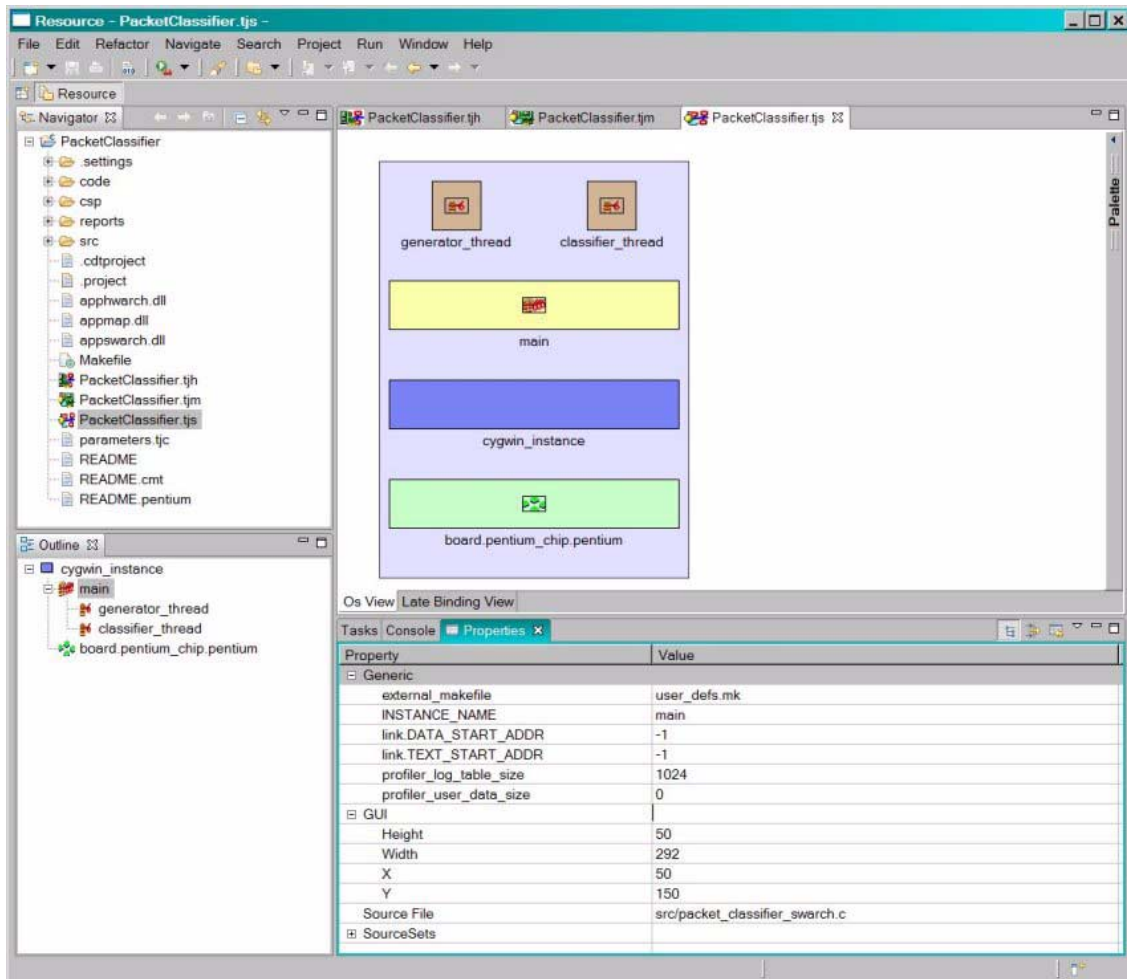 Resource - PacketClassifier.tjs -
File Edit Refactor Navigate Search Project Run Window Help
Resource
Navigator
PacketClassifier
.settings
code
csp
reports
src
.cdtproject
.project
apphwarch.dll
appmap.dll
appswarch.dll
Makefile
PacketClassifier.tjh
PacketClassifier.tjm
PacketClassifier.tjs
parameters.tjc
README
README.cmt
README.pentium
Outline
cygwin_instance
main
generator_thread
classifier_thread
board.pentium_chip.pentium
PacketClassifier.tjh PacketClassifier.tjm PacketClassifier.tjs
generator_thread classifier_thread
main
cygwin_instance
board.pentium_chip.pentium
Palette
Os View Late Binding View
Tasks Console Properties
Property Value
Generic
external_makefile user_defs.mk
INSTANCE_NAME main
link.DATA_START_ADDR -1
link.TEXT_START_ADDR -1
profiler_log_table_size 1024
profiler_user_data_size 0
GUI
Height 50
Width 292
X 50
Y 150
Source File src/packet_classifier_swarch.c
SourceSets